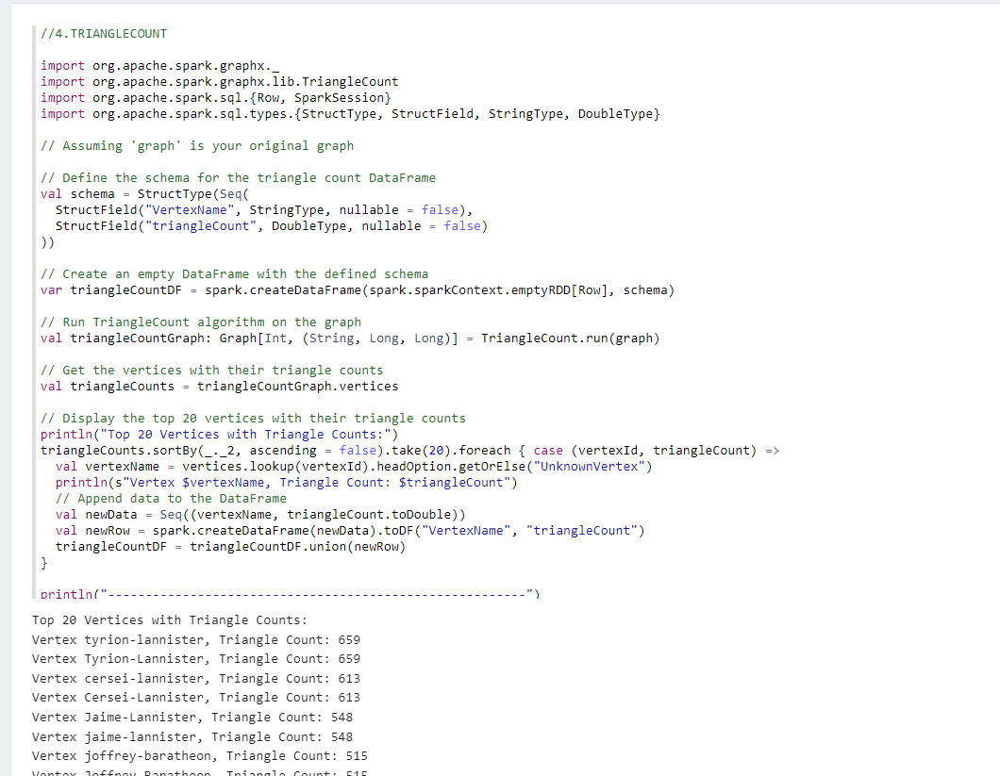 //4.TRIANGLECOUNT
import org.apache.spark.graphx._
import org.apache.spark.graphx.lib.TriangleCount
import org.apache.spark.sql.{Row, SparkSession}
import org.apache.spark.sql.types.{StructType, StructField, StringType, DoubleType}
// Assuming 'graph' is your original graph
// Define the schema for the triangle count DataFrame
val schema = StructType(Seq(
  StructField("VertexName", StringType, nullable = false),
  StructField("triangleCount", DoubleType, nullable = false)
))
// Create an empty DataFrame with the defined schema
var triangleCountDF = spark.createDataFrame(spark.sparkContext.emptyRDD[Row], schema)
// Run TriangleCount algorithm on the graph
val triangleCountGraph: Graph[Int, (String, Long, Long)] = TriangleCount.run(graph)
// Get the vertices with their triangle counts
val triangleCounts = triangleCountGraph.vertices
// Display the top 20 vertices with their triangle counts
println("Top 20 Vertices with Triangle Counts:")
triangleCounts.sortBy(_._2, ascending = false).take(20).foreach { case (vertexId, triangleCount) =>
  val vertexName = vertices.lookup(vertexId).headOption.getOrElse("UnknownVertex")
  println(s"Vertex $vertexName, Triangle Count: $triangleCount")
  // Append data to the DataFrame
  val newData = Seq((vertexName, triangleCount.toDouble))
  val newRow = spark.createDataFrame(newData).toDF("VertexName", "triangleCount")
  triangleCountDF = triangleCountDF.union(newRow)
}
println("--------------------------------------------------------")
Top 20 Vertices with Triangle Counts:
Vertex tyrion-lannister, Triangle Count: 659
Vertex Tyrion-Lannister, Triangle Count: 659
Vertex cersei-lannister, Triangle Count: 613
Vertex Cersei-Lannister, Triangle Count: 613
Vertex Jaime-Lannister, Triangle Count: 548
Vertex jaime-lannister, Triangle Count: 548
Vertex joffrey-baratheon, Triangle Count: 515
Vertex Joffrey-Baratheon, Triangle Count: 515